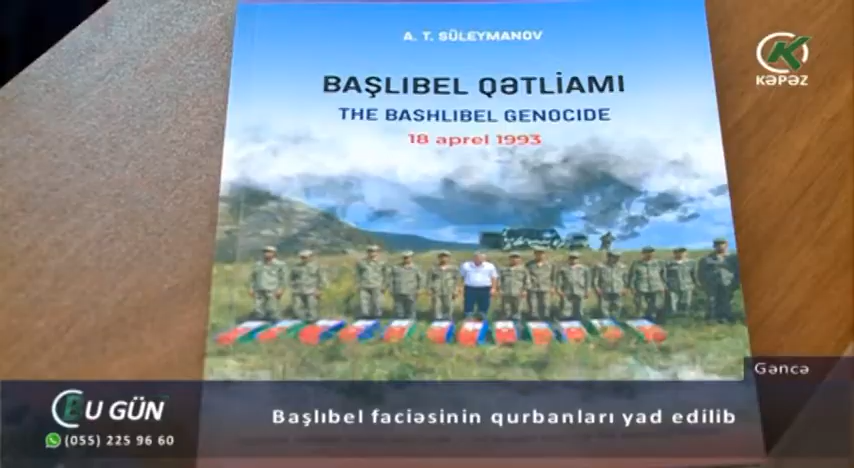 A. T. SÜLEYMANOV
BAŞLIBEL QƏTLİAMI
THE BASHLIBEL GENOCIDE
18 aprel 1993
KƏPƏZ
Gəncə
BU GÜN
Başlıbel faciəsinin qurbanları yad edilib
(055) 225 96 60